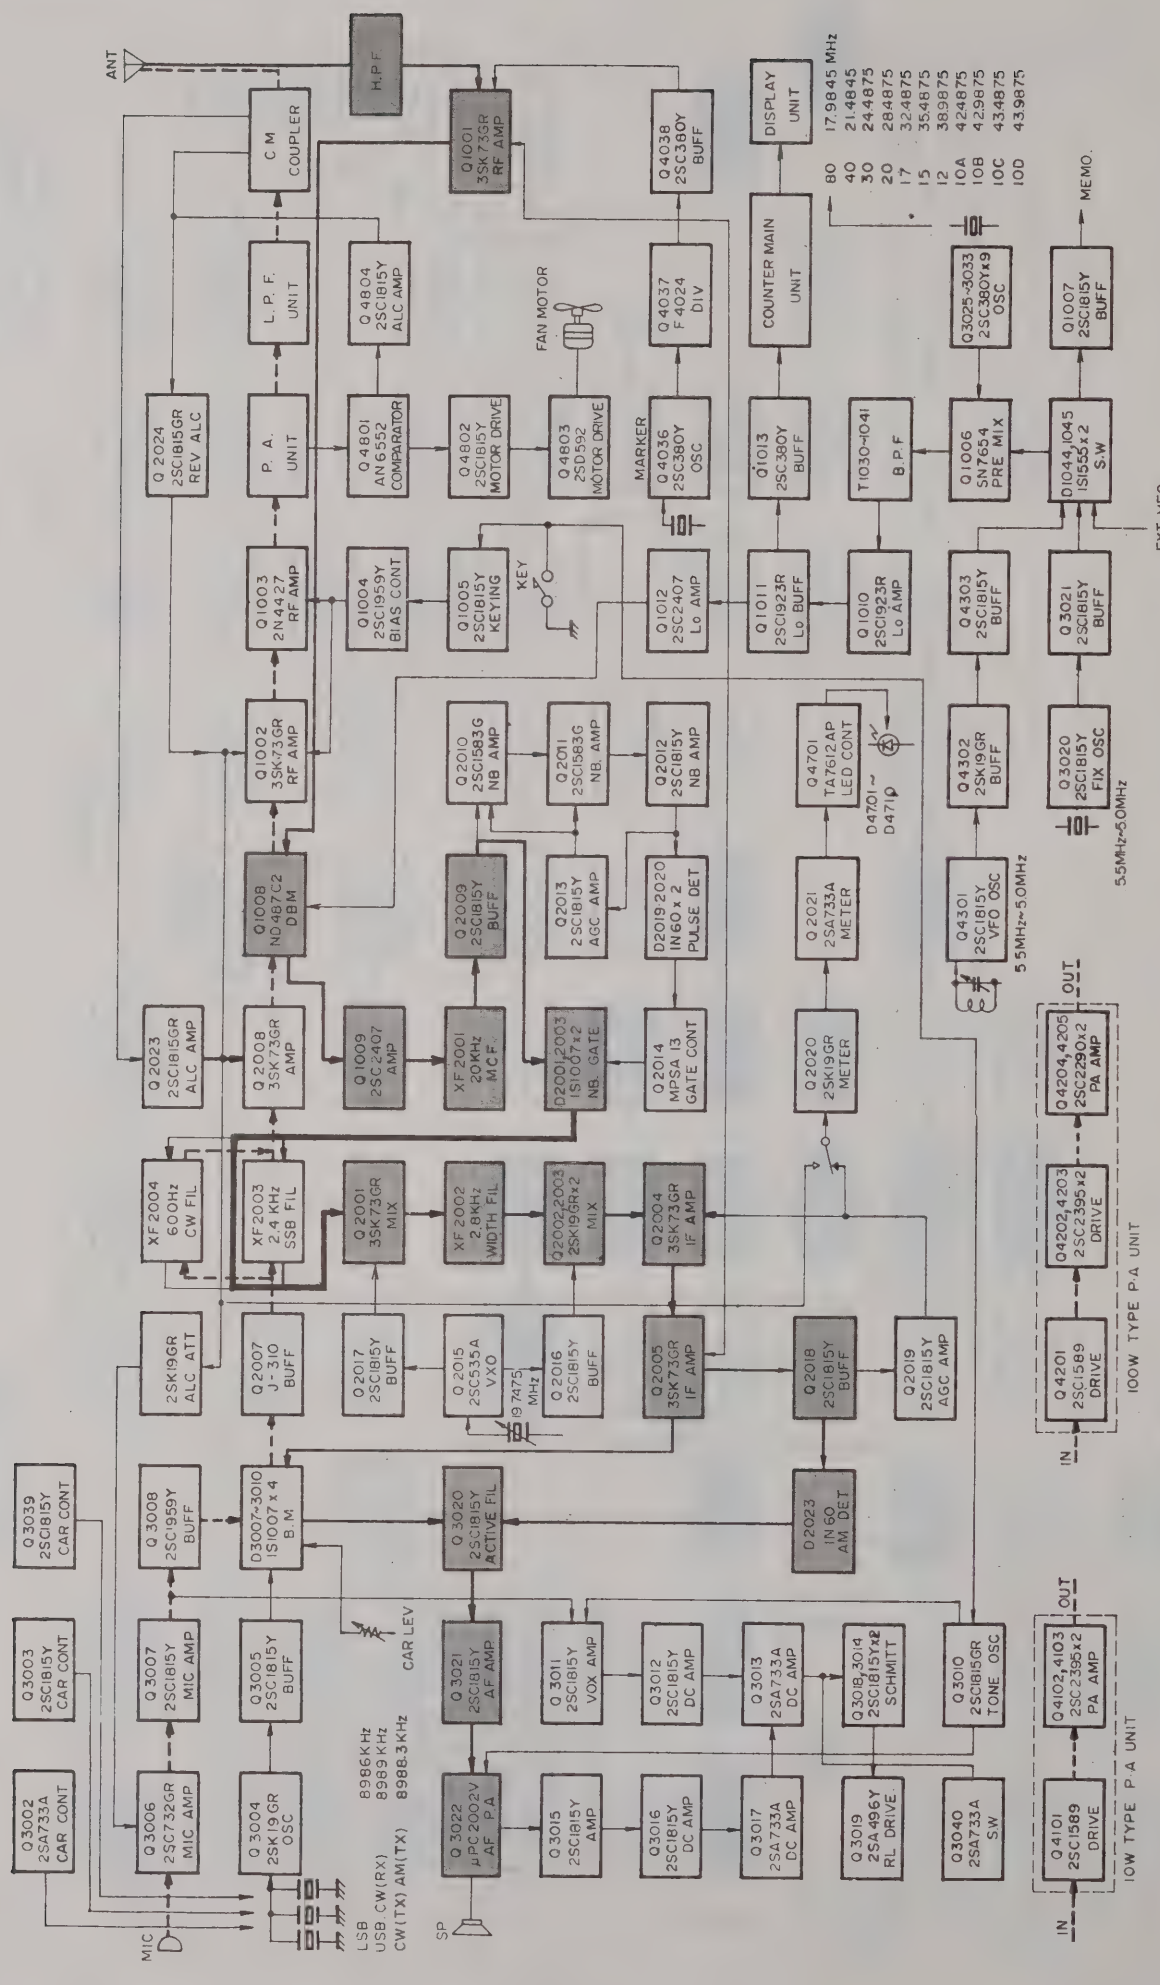 ANT
H.P.F.
C M
COUPLER
Q1001
3SK73GR
RF AMP
Q4038
2SC380Y
BUFF
DISPLAY
UNIT
80 17.9845 MHz
40 21.4845
30 24.4875
20 28.4875
17 32.4875
15 35.4875
12 38.9875
10A 42.4875
10B 42.9875
10C 43.4875
10D 43.9875
L. P. F.
UNIT
Q 4804
2SC1815Y
ALC AMP
FAN MOTOR
Q 4037
F 4024
DIV
COUNTER MAIN
UNIT
Q3025~3033
2SC380Y×9
OSC
Q1007
2SC1815Y
BUFF
MEMO.
Q 2024
2SC1815GR
REV ALC
P. A.
UNIT
Q4801
AN6552
COMPARATOR
Q4802
2SC1815Y
MOTOR DRIVE
Q4803
2SD592
MOTOR DRIVE
MARKER
Q 4036
2SC380Y
OSC
Q1013
2SC380Y
BUFF
T1030~1041
B.P.F
Q1006
SN7654
PRE MIX
D1044,1045
1S1555×2
S.W
Q1003
2N4427
RF AMP
Q1004
2SC1959Y
BIAS CONT
Q1005
2SC1815Y
KEYING
KEY
Q1012
2SC2407
Lo AMP
Q1011
2SC1923R
Lo BUFF
Q1010
2SC1923R
Lo AMP
Q4303
2SC1815Y
BUFF
Q3021
2SC1815Y
BUFF
Q1002
3SK73GR
RF AMP
Q2010
2SC1583G
NB AMP
Q2011
2SC1583G
NB. AMP
Q2012
2SC1815Y
NB AMP
Q4701
TA7612AP
LED CONT
D4701~
Q4302
2SK19GR
BUFF
Q3020
2SC1815Y
FIX OSC
5.5MHz~5.0MHz
Q1008
ND487C2
DBM
Q2009
2SC1815Y
BUFF
Q2013
2SC1815Y
AGC AMP
D2019·2020
IN60 × 2
PULSE DET
Q2021
2SA733A
METER
Q4301
2SC1815Y
VFO OSC
5.5MHz~5.0MHz
Q2023
2SC1815GR
ALC AMP
Q2008
3SK73GR
AMP
Q1009
2SC2407
AMP
XF2001
20KHz
MCF
D2001,2003
1S1007×2
NB. GATE
Q2014
MPSA 13
GATE CONT
Q2020
2SK19GR
METER
Q4204,4205
2SC2290×2
PA AMP
OUT
XF2004
600Hz
CW FIL
XF2003
2.4 KHz
SSB FIL
Q2001
3SK73GR
MIX
XF2002
2.8KHz
WIDTH FIL
Q2002,2003
2SK19GR×2
MIX
Q2004
3SK73GR
IF AMP
Q4202,4203
2SC2395×2
DRIVE
2SK19GR
ALC ATT
Q2007
J-310
BUFF
Q2017
2SC1815Y
BUFF
Q2015
2SC535A
VXO
19.7475
MHz
Q2016
2SC1815Y
BUFF
Q2005
3SK73GR
IF AMP
Q2018
2SC1815Y
BUFF
Q2019
2SC1815Y
AGC AMP
Q4201
2SC1589
DRIVE
IN
100W TYPE P.A UNIT
Q3039
2SC1815Y
CAR CONT
Q3008
2SC1959Y
BUFF
D3007~3010
1S1007×4
B.M
Q3020
2SC1815Y
ACTIVE FIL
D2023
IN60
AM DET
Q3003
2SC1815Y
CAR CONT
Q3007
2SC1815Y
MIC AMP
Q3005
2SC1815Y
BUFF
CAR LEV
Q3021
2SC1815Y
AF AMP
Q3011
2SC1815Y
VOX AMP
Q3012
2SC1815Y
DC AMP
Q3013
2SA733A
DC AMP
Q3018,3014
2SC1815Y×2
SCHMITT
Q3010
2SC1815GR
TONE OSC
Q4102,4103
2SC2395×2
PA AMP
OUT
Q3002
2SA733A
CAR CONT
Q3006
2SC732GR
MIC AMP
MIC
Q3004
2SK19GR
OSC
LSB 8986KHz
USB.CW(RX) 8989 KHz
CW(TX) AM(TX) 8988.3KHz
Q3022
μPC2002V
AF P.A
SP
Q3015
2SC1815Y
AMP
Q3016
2SC1815Y
DC AMP
Q3017
2SA733A
DC AMP
Q3019
2SA496Y
RL DRIVE.
Q3040
2SA733A
S.W
Q4101
2SC1589
DRIVE
IN
10W TYPE P.A UNIT